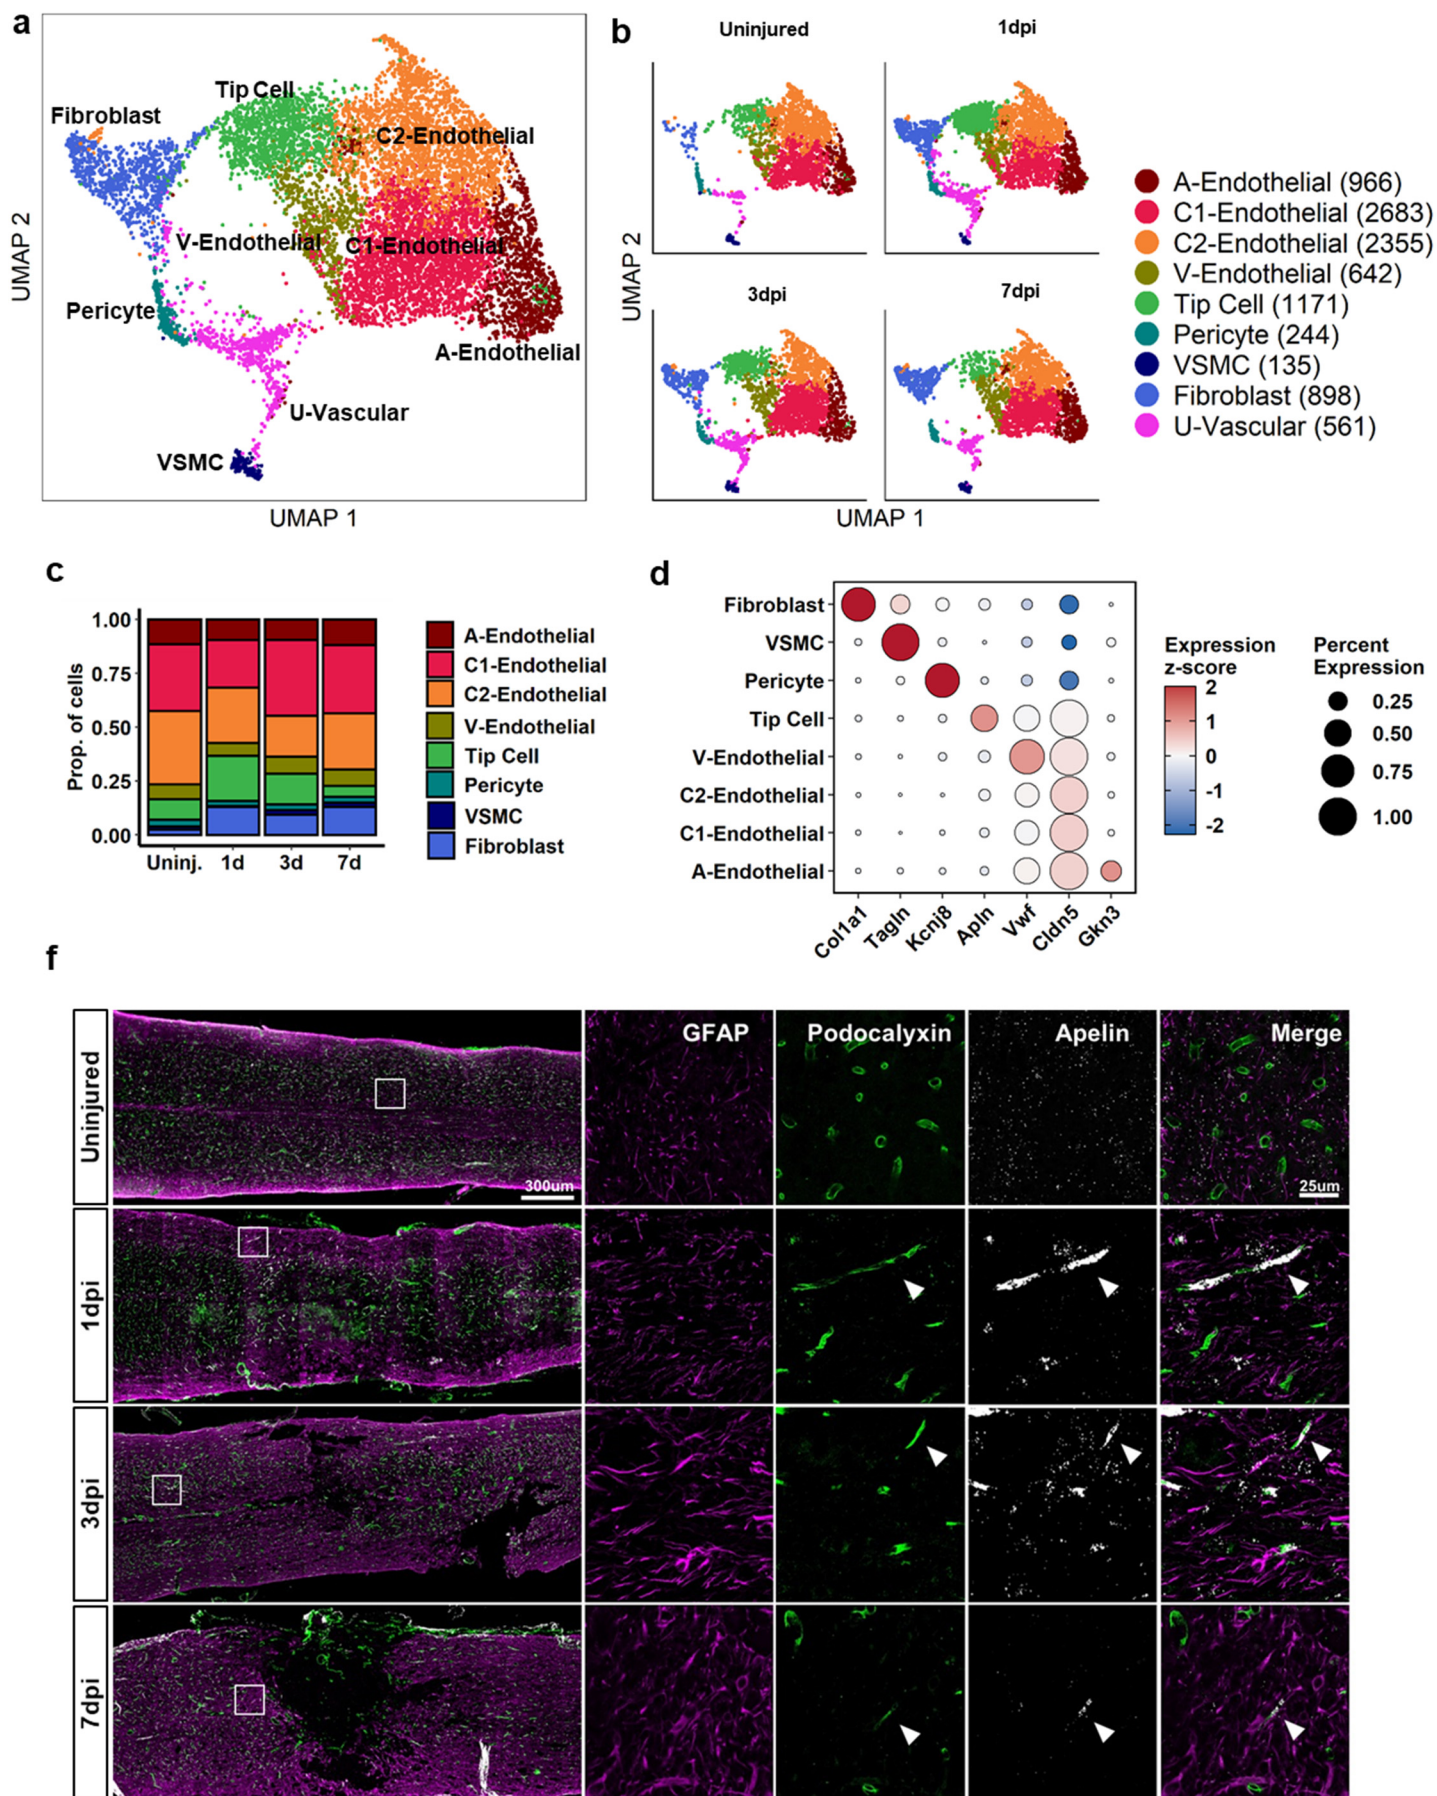 a
Tip Cell
Fibroblast
C2-Endothelial
V-Endothelial
C1-Endothelial
Pericyte
A-Endothelial
U-Vascular
VSMC
UMAP 2
UMAP 1
b
Uninjured
1dpi
3dpi
7dpi
UMAP 2
UMAP 1
A-Endothelial (966)
C1-Endothelial (2683)
C2-Endothelial (2355)
V-Endothelial (642)
Tip Cell (1171)
Pericyte (244)
VSMC (135)
Fibroblast (898)
U-Vascular (561)
c
Prop. of cells
1.00
0.75
0.50
0.25
0.00
Uninj.
1d
3d
7d
A-Endothelial
C1-Endothelial
C2-Endothelial
V-Endothelial
Tip Cell
Pericyte
VSMC
Fibroblast
d
Fibroblast
VSMC
Pericyte
Tip Cell
V-Endothelial
C2-Endothelial
C1-Endothelial
A-Endothelial
Col1a1
Tagln
Kcnj8
Apln
Vwf
Cldn5
Gkn3
Expression
z-score
2
1
0
-1
-2
Percent
Expression
0.25
0.50
0.75
1.00
f
Uninjured
300um
GFAP
Podocalyxin
Apelin
Merge
25um
1dpi
3dpi
7dpi